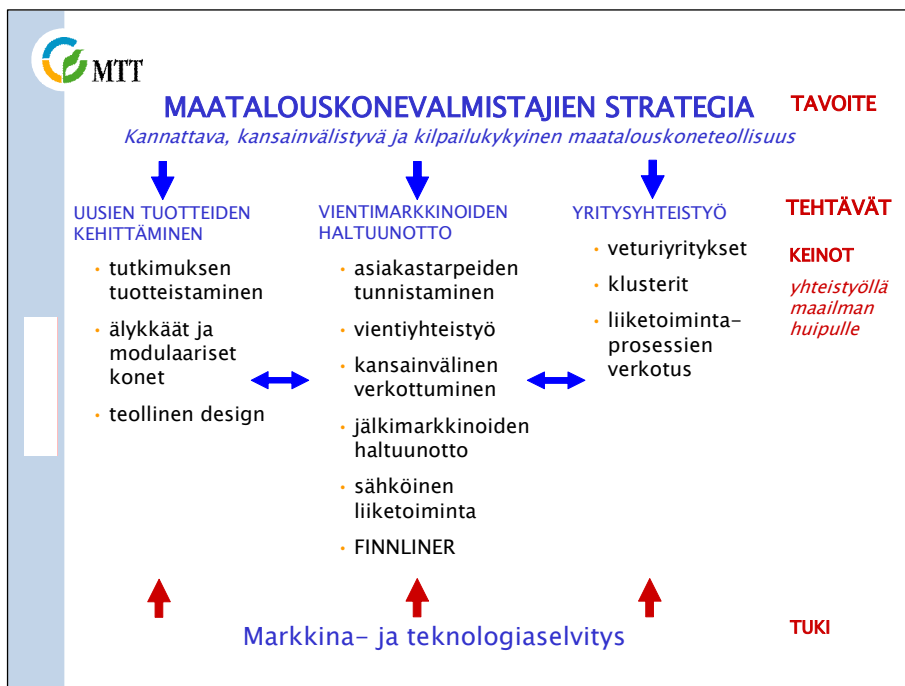 MTT
MAATALOUSKONEVALMISTAJIEN STRATEGIA
TAVOITE
Kannattava, kansainvälistyvä ja kilpailukykyinen maatalouskoneteollisuus
UUSIEN TUOTTEIDEN
KEHITTÄMINEN
• tutkimuksen
tuotteistaminen
• älykkäät ja
modulaariset
konet
• teollinen design
VIENTIMARKKINOIDEN
HALTUUNOTTO
• asiakastarpeiden
tunnistaminen
• vientiyhteistyö
• kansainvälinen
verkottuminen
• jälkimarkkinoiden
haltuunotto
• sähköinen
liiketoiminta
• FINNLINER
YRITYSYHTEISTYÖ
• veturiyritykset
• klusterit
• liiketoiminta-
prosessien
verkotus
TEHTÄVÄT
KEINOT
yhteistyöllä
maailman
huipulle
Markkina- ja teknologiaselvitys
TUKI